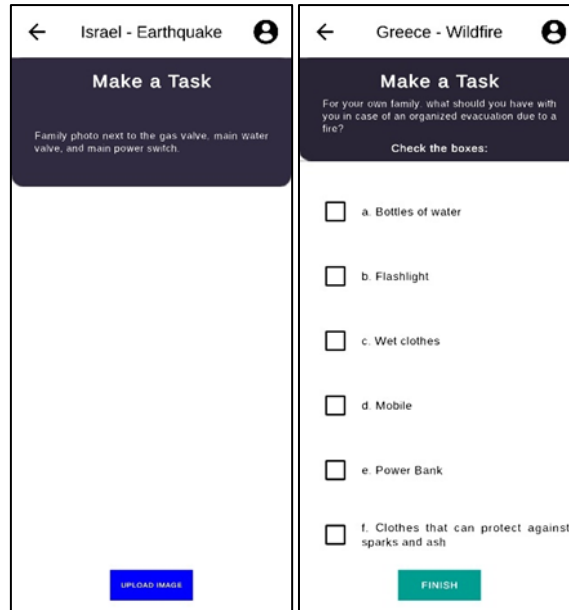 Israel - Earthquake
Make a Task
Family photo next to the gas valve, main water
valve, and main power switch.
UPLOAD IMAGE
Greece - Wildfire
Make a Task
For your own family, what should you have with
you in case of an organized evacuation due to a
fire?
Check the boxes:
a. Bottles of water
b. Flashlight
c. Wet clothes
d. Mobile
e. Power Bank
f. Clothes that can protect against
sparks and ash
FINISH